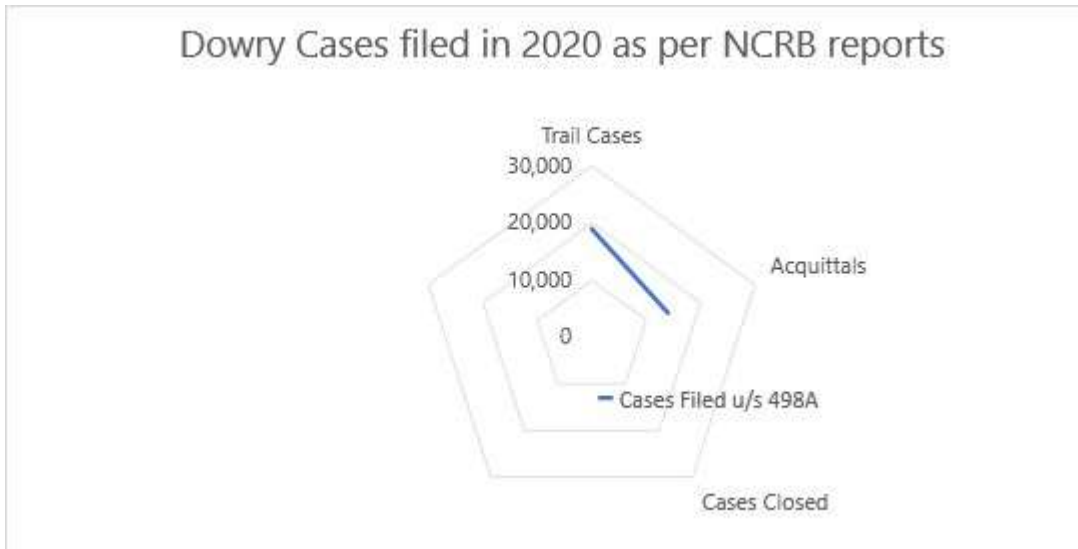 Dowry Cases filed in 2020 as per NCRB reports
Trail Cases
30,000
20,000
Acquittals
10,000
0
Cases Filed u/s 498A
Cases Closed